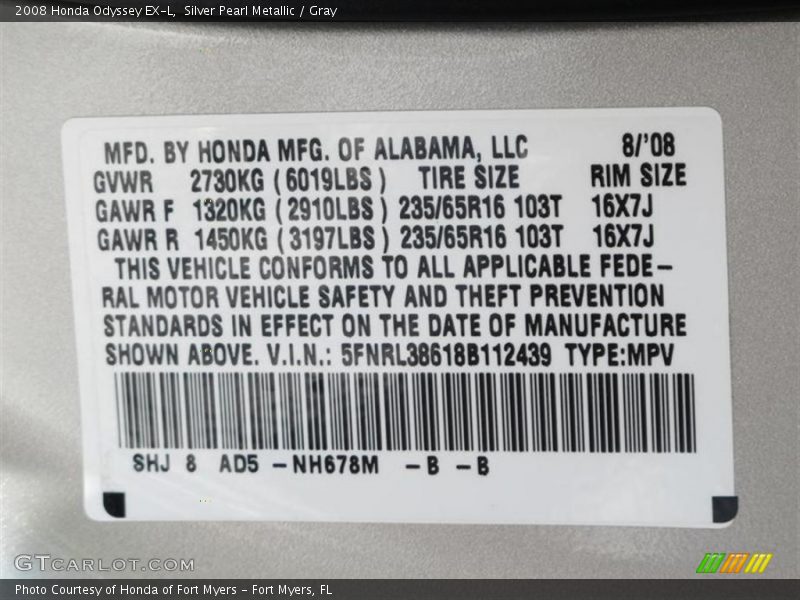 2008 Honda Odyssey EX-L, Silver Pearl Metallic / Gray
MFD. BY HONDA MFG. OF ALABAMA, LLC 8/'08
GVWR 2730KG (6019LBS) TIRE SIZE RIM SIZE
GAWR F 1320KG (2910LBS) 235/65R16 103T 16X7J
GAWR R 1450KG (3197LBS) 235/65R16 103T 16X7J
THIS VEHICLE CONFORMS TO ALL APPLICABLE FEDE-
RAL MOTOR VEHICLE SAFETY AND THEFT PREVENTION
STANDARDS IN EFFECT ON THE DATE OF MANUFACTURE
SHOWN ABOVE. V.I.N.: 5FNRL38618B112439 TYPE:MPV
SHJ 8 AD5 -NH678M -B -B
GTCARLOT.COM
Photo Courtesy of Honda of Fort Myers - Fort Myers, FL